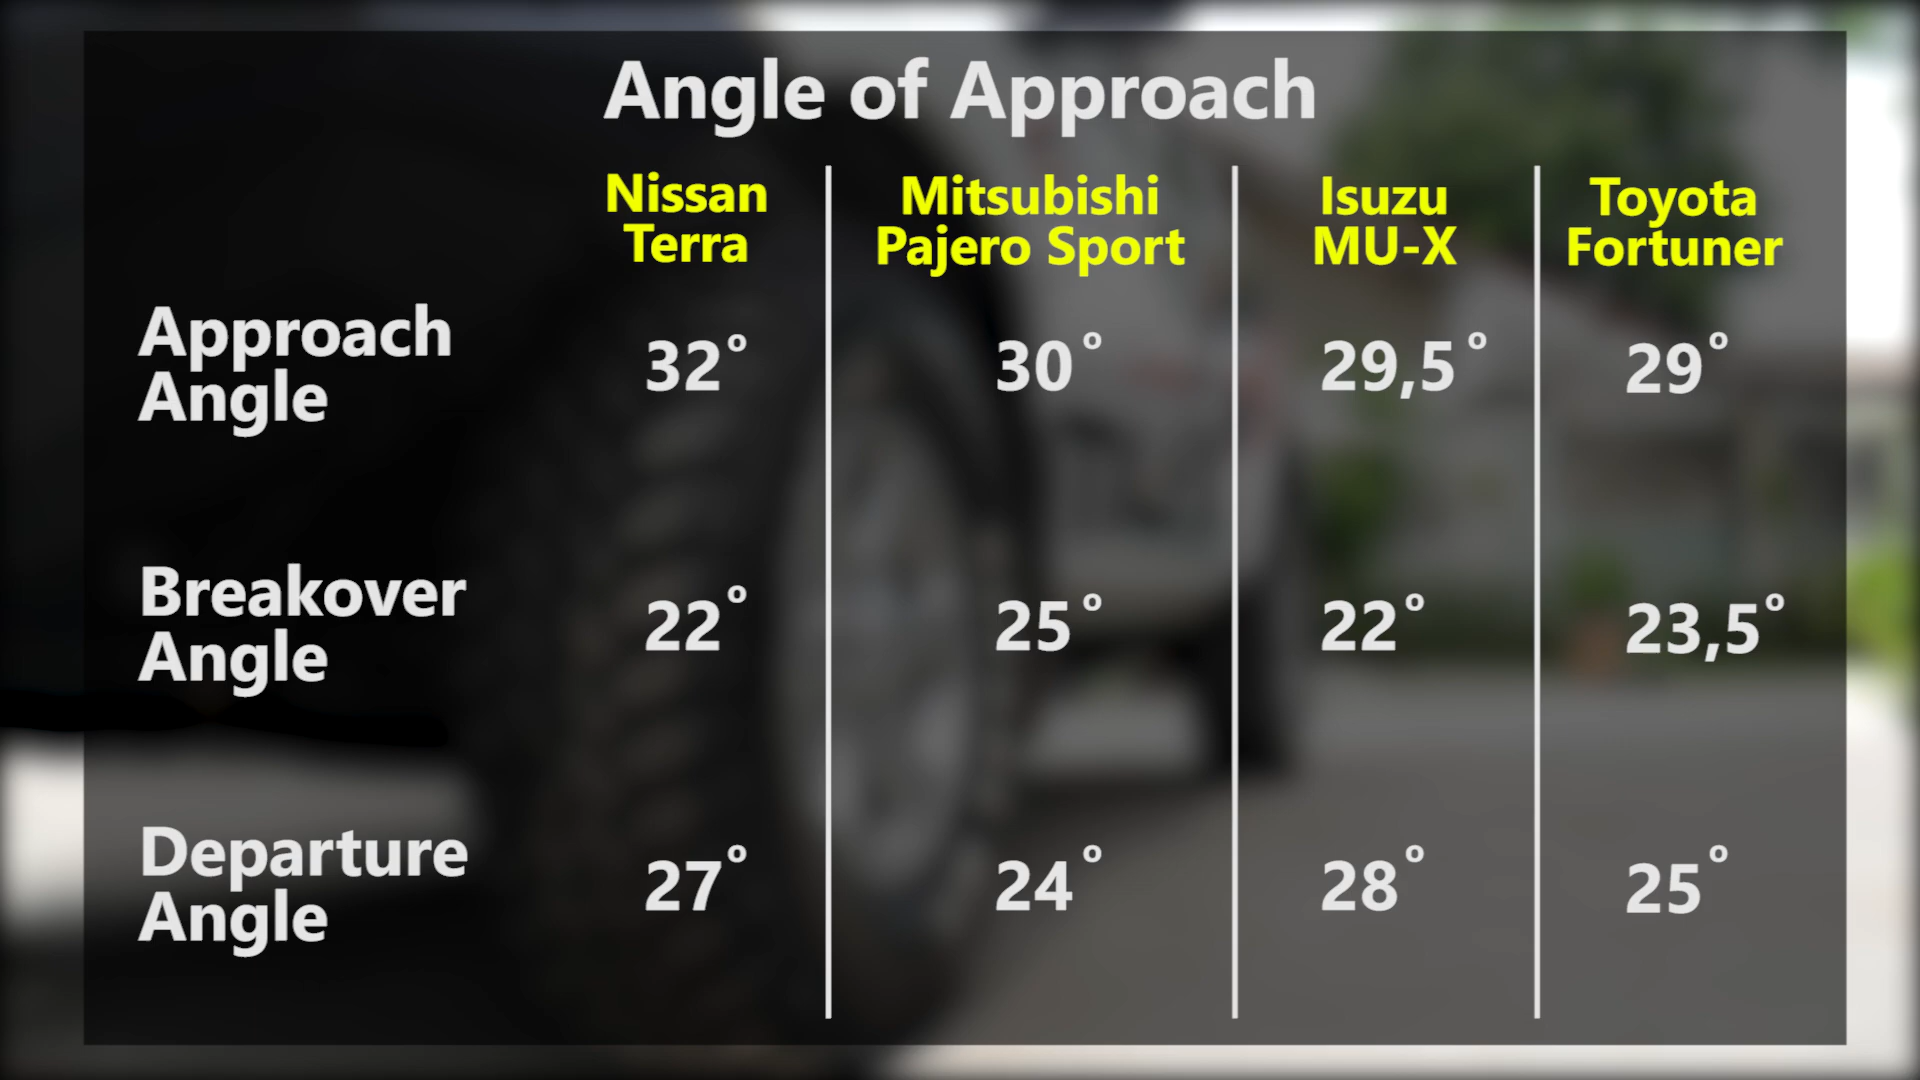 Angle of Approach
Nissan Terra
Mitsubishi Pajero Sport
Isuzu MU-X
Toyota Fortuner
Approach Angle
32° 30° 29,5° 29°
Breakover Angle
22° 25° 22° 23,5°
Departure Angle
27° 24° 28° 25°